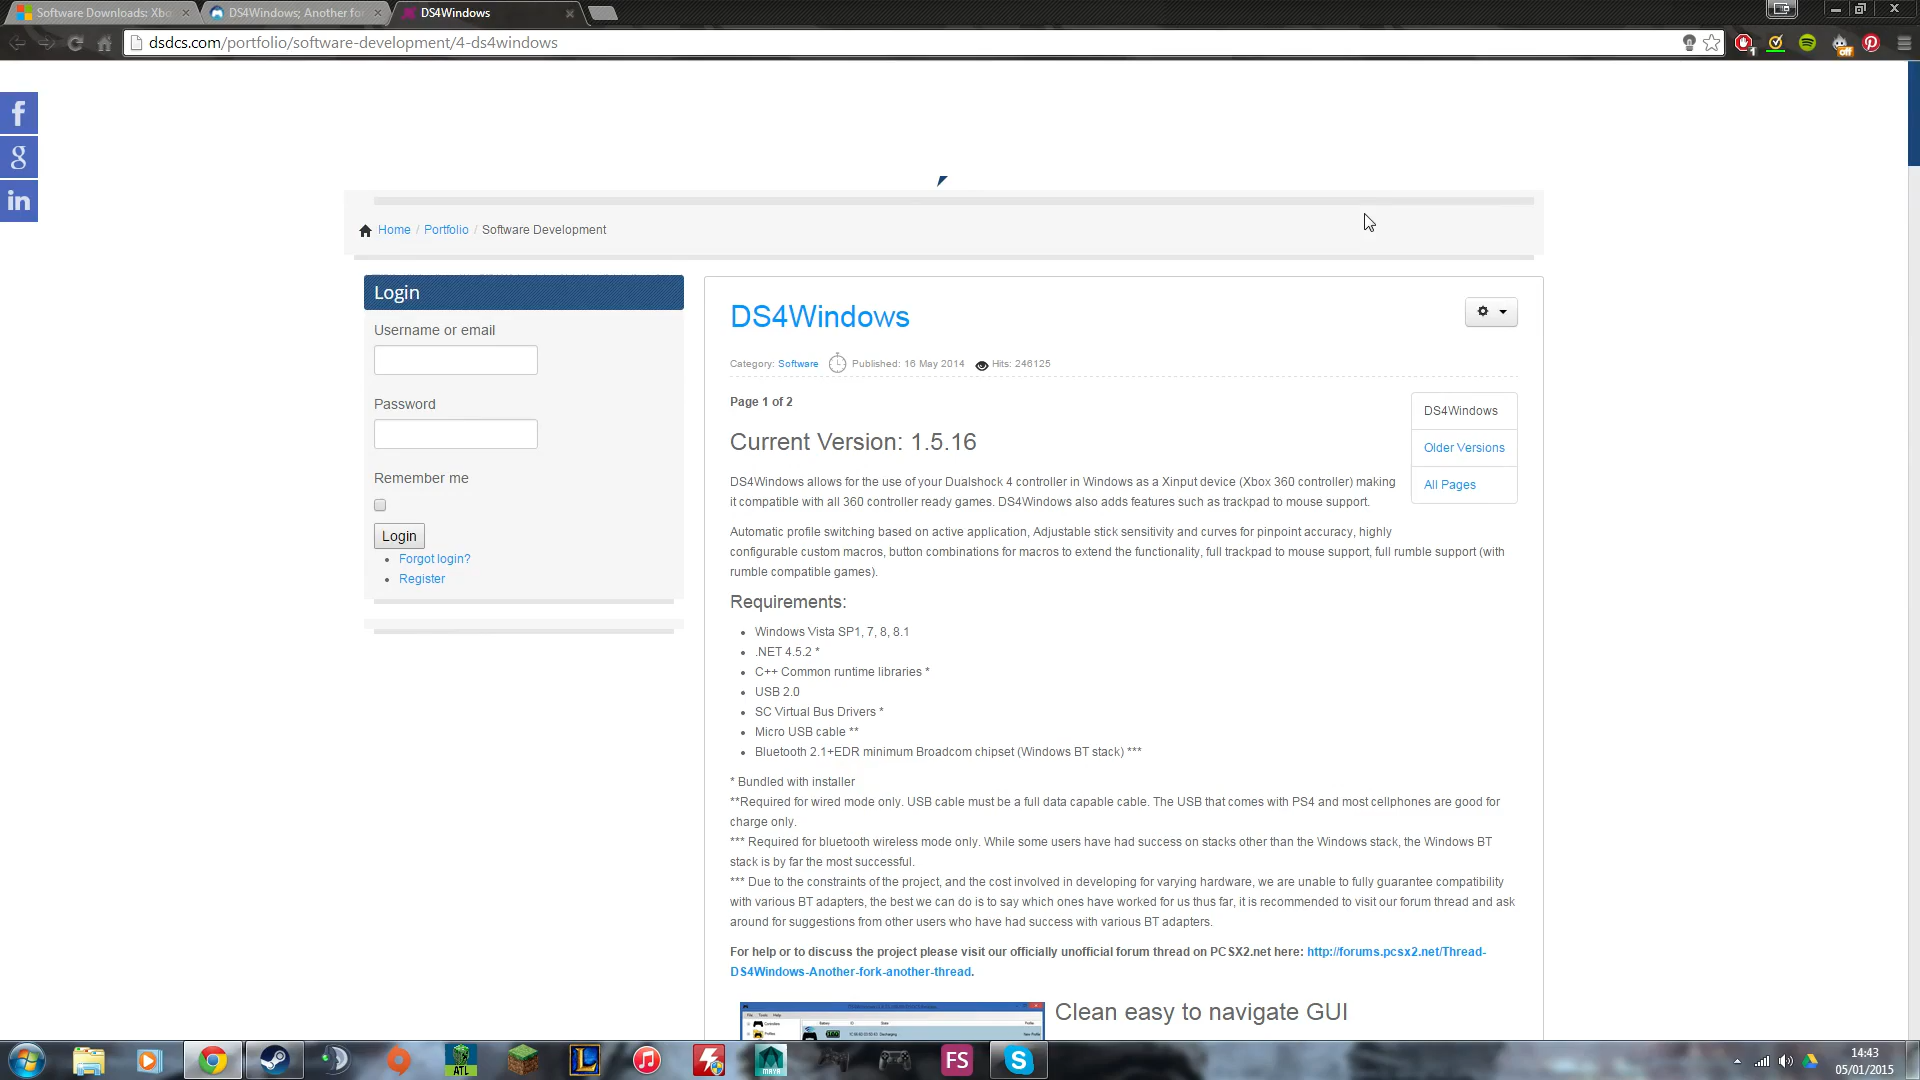 Software Downloads: Xbo
DS4Windows; Another fo
DS4Windows
dsdcs.com/portfolio/software-development/4-ds4windows
1
off
Home / Portfolio / Software Development
Login
Username or email
Password
Remember me
Login
Forgot login?
Register
DS4Windows
Category: Software Published: 16 May 2014 Hits: 246125
Page 1 of 2
DS4Windows
Older Versions
All Pages
Current Version: 1.5.16
DS4Windows allows for the use of your Dualshock 4 controller in Windows as a Xinput device (Xbox 360 controller) making
it compatible with all 360 controller ready games. DS4Windows also adds features such as trackpad to mouse support.
Automatic profile switching based on active application, Adjustable stick sensitivity and curves for pinpoint accuracy, highly
configurable custom macros, button combinations for macros to extend the functionality, full trackpad to mouse support, full rumble support (with
rumble compatible games).
Requirements:
Windows Vista SP1, 7, 8, 8.1
.NET 4.5.2 *
C++ Common runtime libraries *
USB 2.0
SC Virtual Bus Drivers *
Micro USB cable **
Bluetooth 2.1+EDR minimum Broadcom chipset (Windows BT stack) ***
* Bundled with installer
**Required for wired mode only. USB cable must be a full data capable cable. The USB that comes with PS4 and most cellphones are good for
charge only.
*** Required for bluetooth wireless mode only. While some users have had success on stacks other than the Windows stack, the Windows BT
stack is by far the most successful.
*** Due to the constraints of the project, and the cost involved in developing for varying hardware, we are unable to fully guarantee compatibility
with various BT adapters, the best we can do is to say which ones have worked for us thus far, it is recommended to visit our forum thread and ask
around for suggestions from other users who have had success with various BT adapters.
For help or to discuss the project please visit our officially unofficial forum thread on PCSX2.net here: http://forums.pcsx2.net/Thread-
DS4Windows-Another-fork-another-thread.
Clean easy to navigate GUI
ATL
MAYA
FS
14:43
05/01/2015